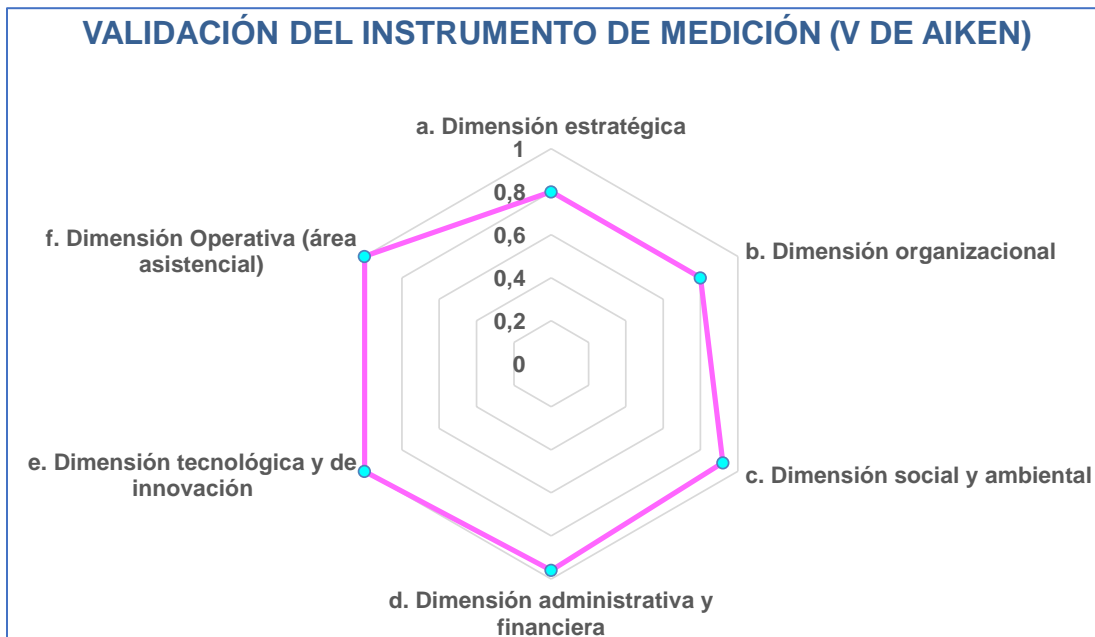 VALIDACIÓN DEL INSTRUMENTO DE MEDICIÓN (V DE AIKEN)
a. Dimensión estratégica
1
0,8
0,6
0,4
0,2
0
b. Dimensión organizacional
c. Dimensión social y ambiental
d. Dimensión administrativa y
financiera
e. Dimensión tecnológica y de
innovación
f. Dimensión Operativa (área
asistencial)